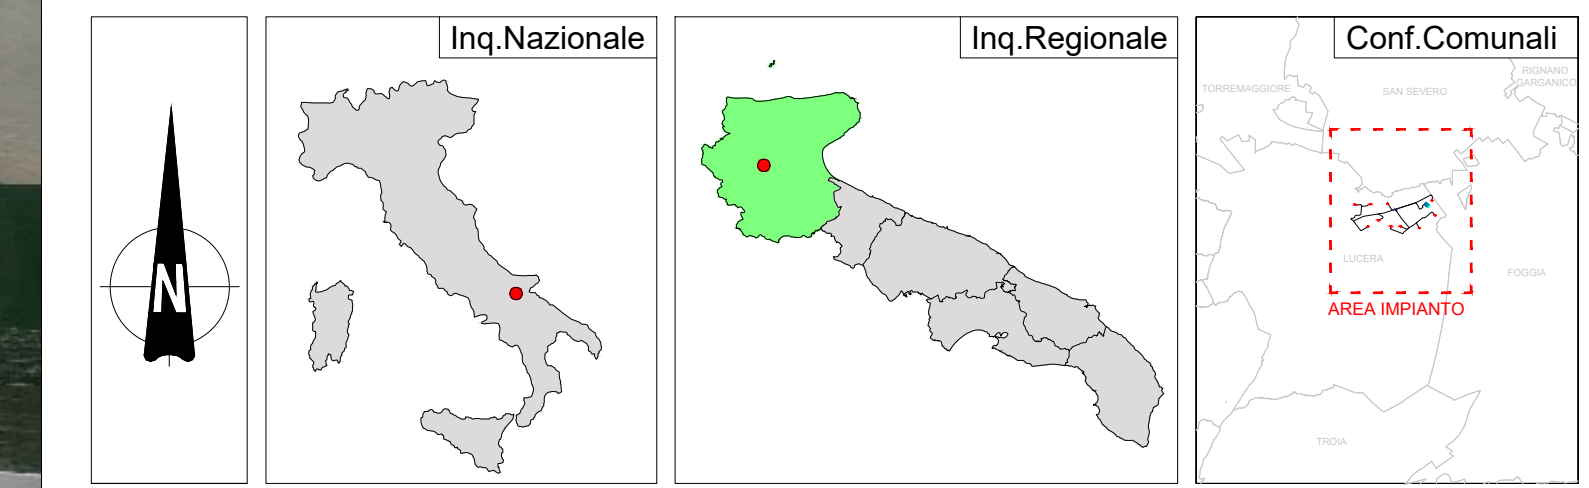 N
Inq.Nazionale
Inq.Regionale
Conf.Comunali
TORREMAGGIORE
SAN SEVERO
RIGNANO
GARGANICO
LUCERA
FOGGIA
AREA IMPIANTO
TROIA